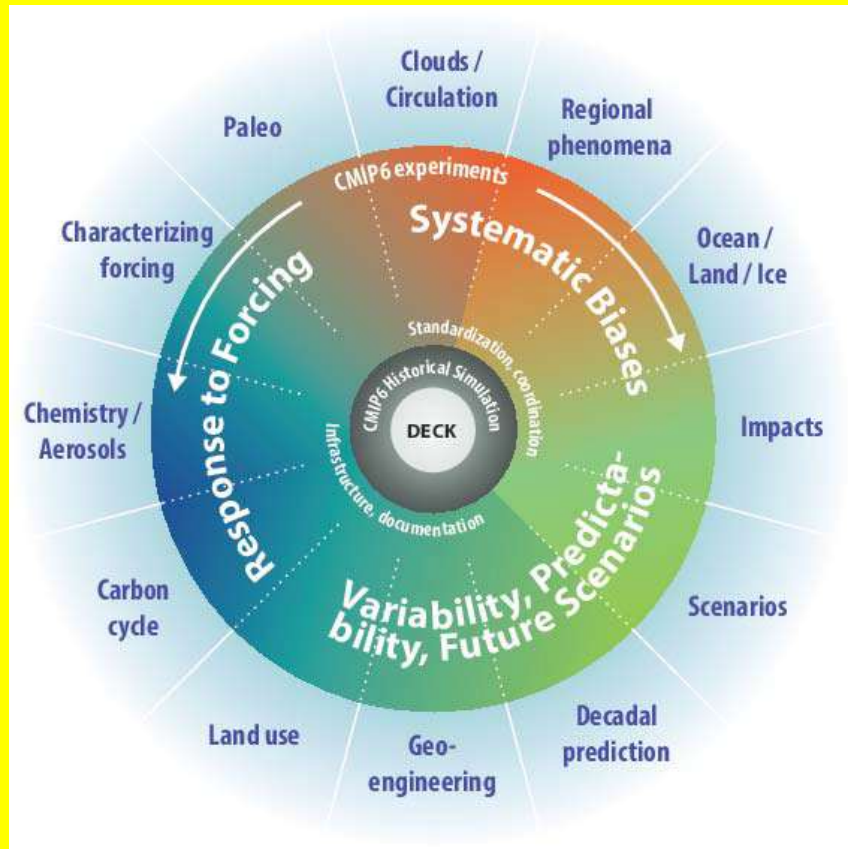 Clouds /
Circulation
Regional
phenomena
Ocean /
Land / Ice
Impacts
Scenarios
Decadal
prediction
Geo-
engineering
Land use
Carbon
cycle
Chemistry /
Aerosols
Characterizing
forcing
Paleo
CMIP6 experiments
Systematic Biases
Variability, Predicta-
bility, Future Scenarios
Response to Forcing
Standardization, coordination
Infrastructure, documentation
CMIP6 Historical Simulation
DECK